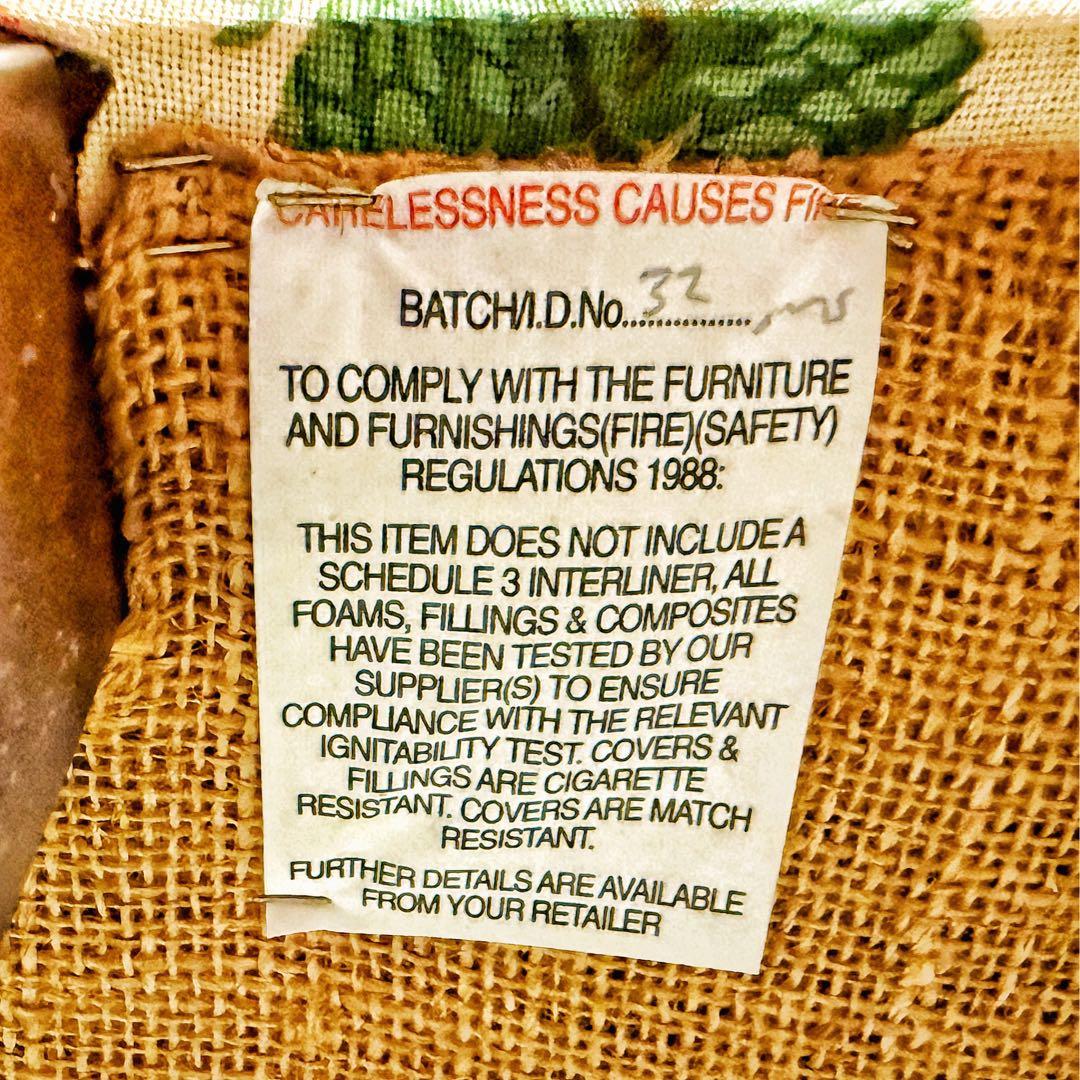 CARELESSNESS CAUSES FI
BATCH/I.D.No................ 32
TO COMPLY WITH THE FURNITURE
AND FURNISHINGS(FIRE)(SAFETY)
REGULATIONS 1988:
THIS ITEM DOES NOT INCLUDE A
SCHEDULE 3 INTERLINER, ALL
FOAMS, FILLINGS & COMPOSITES
HAVE BEEN TESTED BY OUR
SUPPLIER(S) TO ENSURE
COMPLIANCE WITH THE RELEVANT
IGNITABILITY TEST. COVERS &
FILLINGS ARE CIGARETTE
RESISTANT. COVERS ARE MATCH
RESISTANT.
FURTHER DETAILS ARE AVAILABLE
FROM YOUR RETAILER